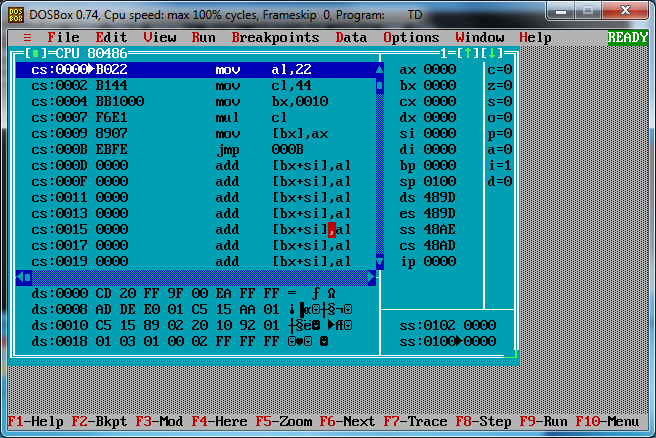 DOSBox 0.74, Cpu speed: max 100% cycles, Frameskip 0, Program: TD
≡ File Edit View Run Breakpoints Data Options Window Help READY
[■]=CPU 80486 1=[↑][↓]
cs:0000►B022 mov al,22 ax 0000 c=0
cs:0002 B144 mov cl,44 bx 0000 z=0
cs:0004 BB1000 mov bx,0010 cx 0000 s=0
cs:0007 F6E1 mul cl dx 0000 o=0
cs:0009 8907 mov [bx],ax si 0000 p=0
cs:000B EBFE jmp 000B di 0000 a=0
cs:000D 0000 add [bx+si],al bp 0000 i=1
cs:000F 0000 add [bx+si],al sp 0100 d=0
cs:0011 0000 add [bx+si],al ds 489D
cs:0013 0000 add [bx+si],al es 489D
cs:0015 0000 add [bx+si],al ss 48AE
cs:0017 0000 add [bx+si],al cs 48AD
cs:0019 0000 add [bx+si],al ip 0000
ds:0000 CD 20 FF 9F 00 EA FF FF = ƒ Ω
ds:0008 AD DE E0 01 C5 15 AA 01 ¡▐α☺┼§¬☺
ds:0010 C5 15 89 02 20 10 92 01 ┼§ë☻ ►Æ☺ ss:0102 0000
ds:0018 01 03 01 00 02 FF FF FF ☺♥☺ ☻ ss:0100►0000
F1-Help F2-Bkpt F3-Mod F4-Here F5-Zoom F6-Next F7-Trace F8-Step F9-Run F10-Menu